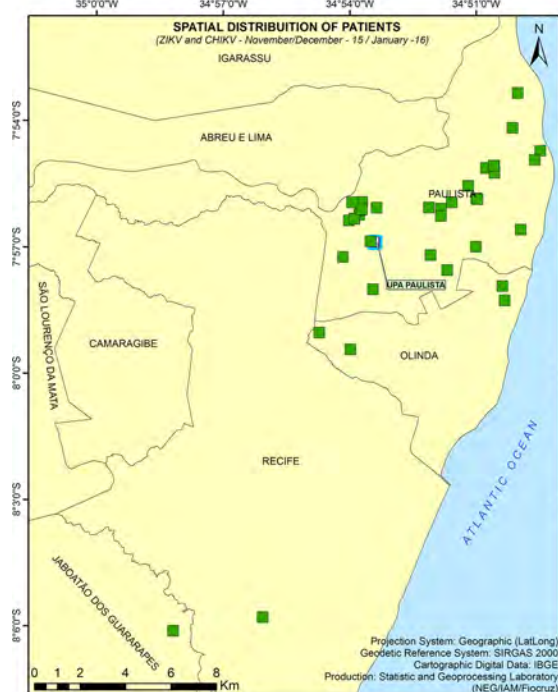 35°0'0"W 34°57'0"W 34°54'0"W 34°51'0"W
SPATIAL DISTRIBUITION OF PATIENTS
(ZIKV and CHIKV - November/December - 15 / January -16)
N
IGARASSU
7°54'0"S
ABREU E LIMA
PAULISTA
7°57'0"S
UPA PAULISTA
SÃO LOURENÇO DA MATA
CAMARAGIBE
OLINDA
8°0'0"S
RECIFE
ATLANTIC OCEAN
8°3'0"S
JABOATÃO DOS GUARARAPES
8°6'0"S
Projection System: Geographic (LatLong)
Geodetic Reference System: SIRGAS 2000
Cartographic Digital Data: IBGE
Production: Statistic and Geoprocessing Laboratory
(NEG/IAM/Fiocruz)
0 1 2 4 6 8
Km